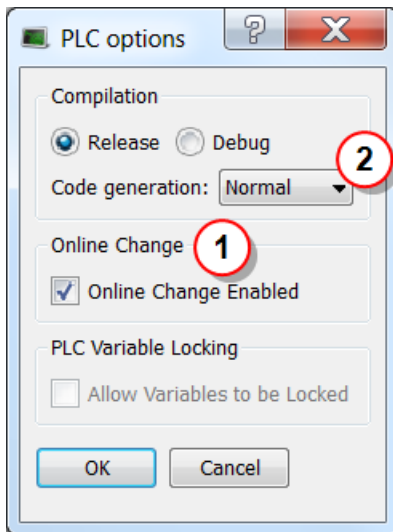 PLC options
Compilation
Release Debug
2
Code generation: Normal
Online Change 1
Online Change Enabled
PLC Variable Locking
Allow Variables to be Locked
OK Cancel